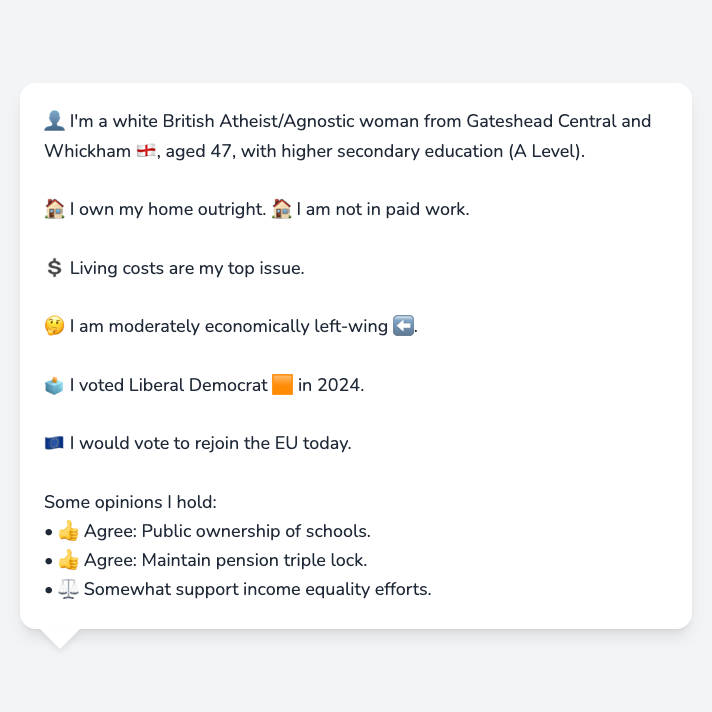 👤 I'm a white British Atheist/Agnostic woman from Gateshead Central and
Whickham 🏴󠁧󠁢󠁥󠁮󠁧󠁿, aged 47, with higher secondary education (A Level).
🏠 I own my home outright. 🏠 I am not in paid work.
💲 Living costs are my top issue.
🤔 I am moderately economically left-wing ⬅️.
🗳️ I voted Liberal Democrat 🟧 in 2024.
🇪🇺 I would vote to rejoin the EU today.
Some opinions I hold:
• 👍 Agree: Public ownership of schools.
• 👍 Agree: Maintain pension triple lock.
• ⚖️ Somewhat support income equality efforts.